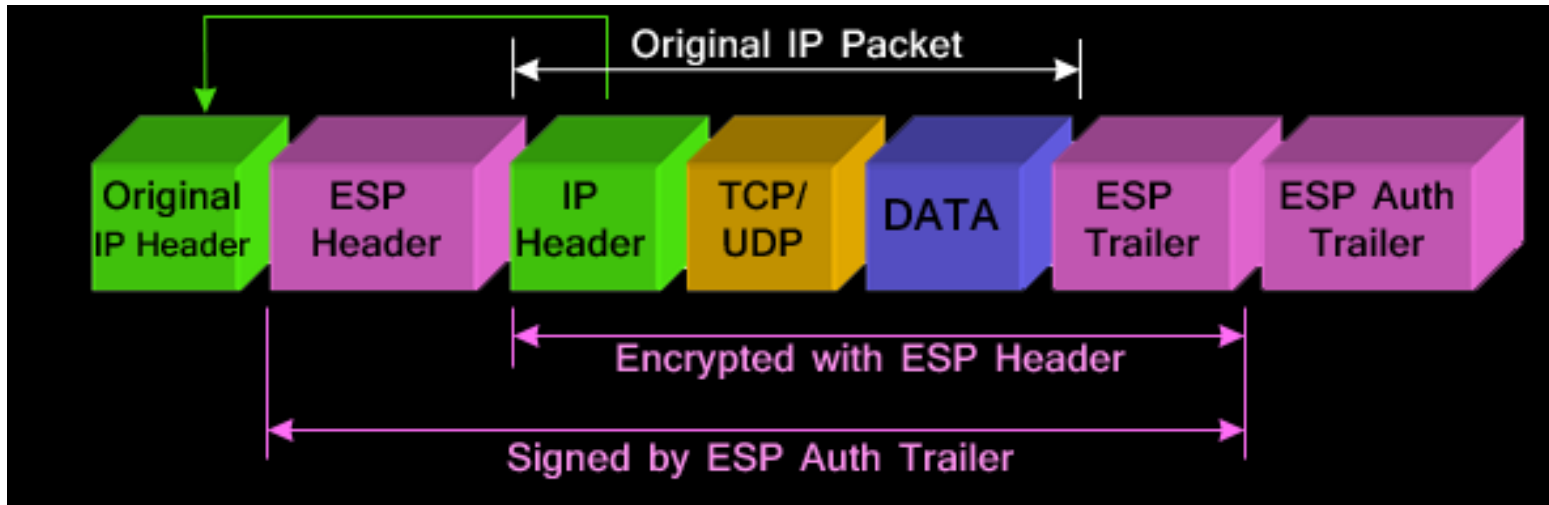 Original IP Packet
Original
IP Header
ESP
Header
IP
Header
TCP/
UDP
DATA
ESP
Trailer
ESP Auth
Trailer
Encrypted with ESP Header
Signed by ESP Auth Trailer